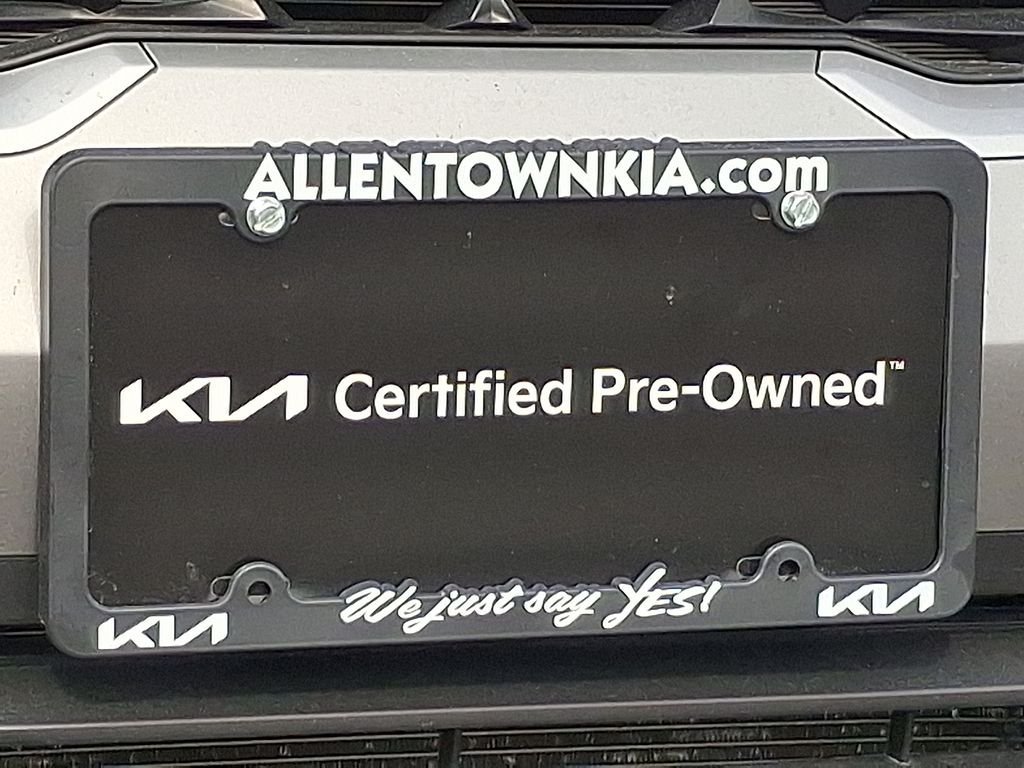 ALLENTOWNKIA.com
KIA Certified Pre-Owned™
We just say YES!
KIA KIA